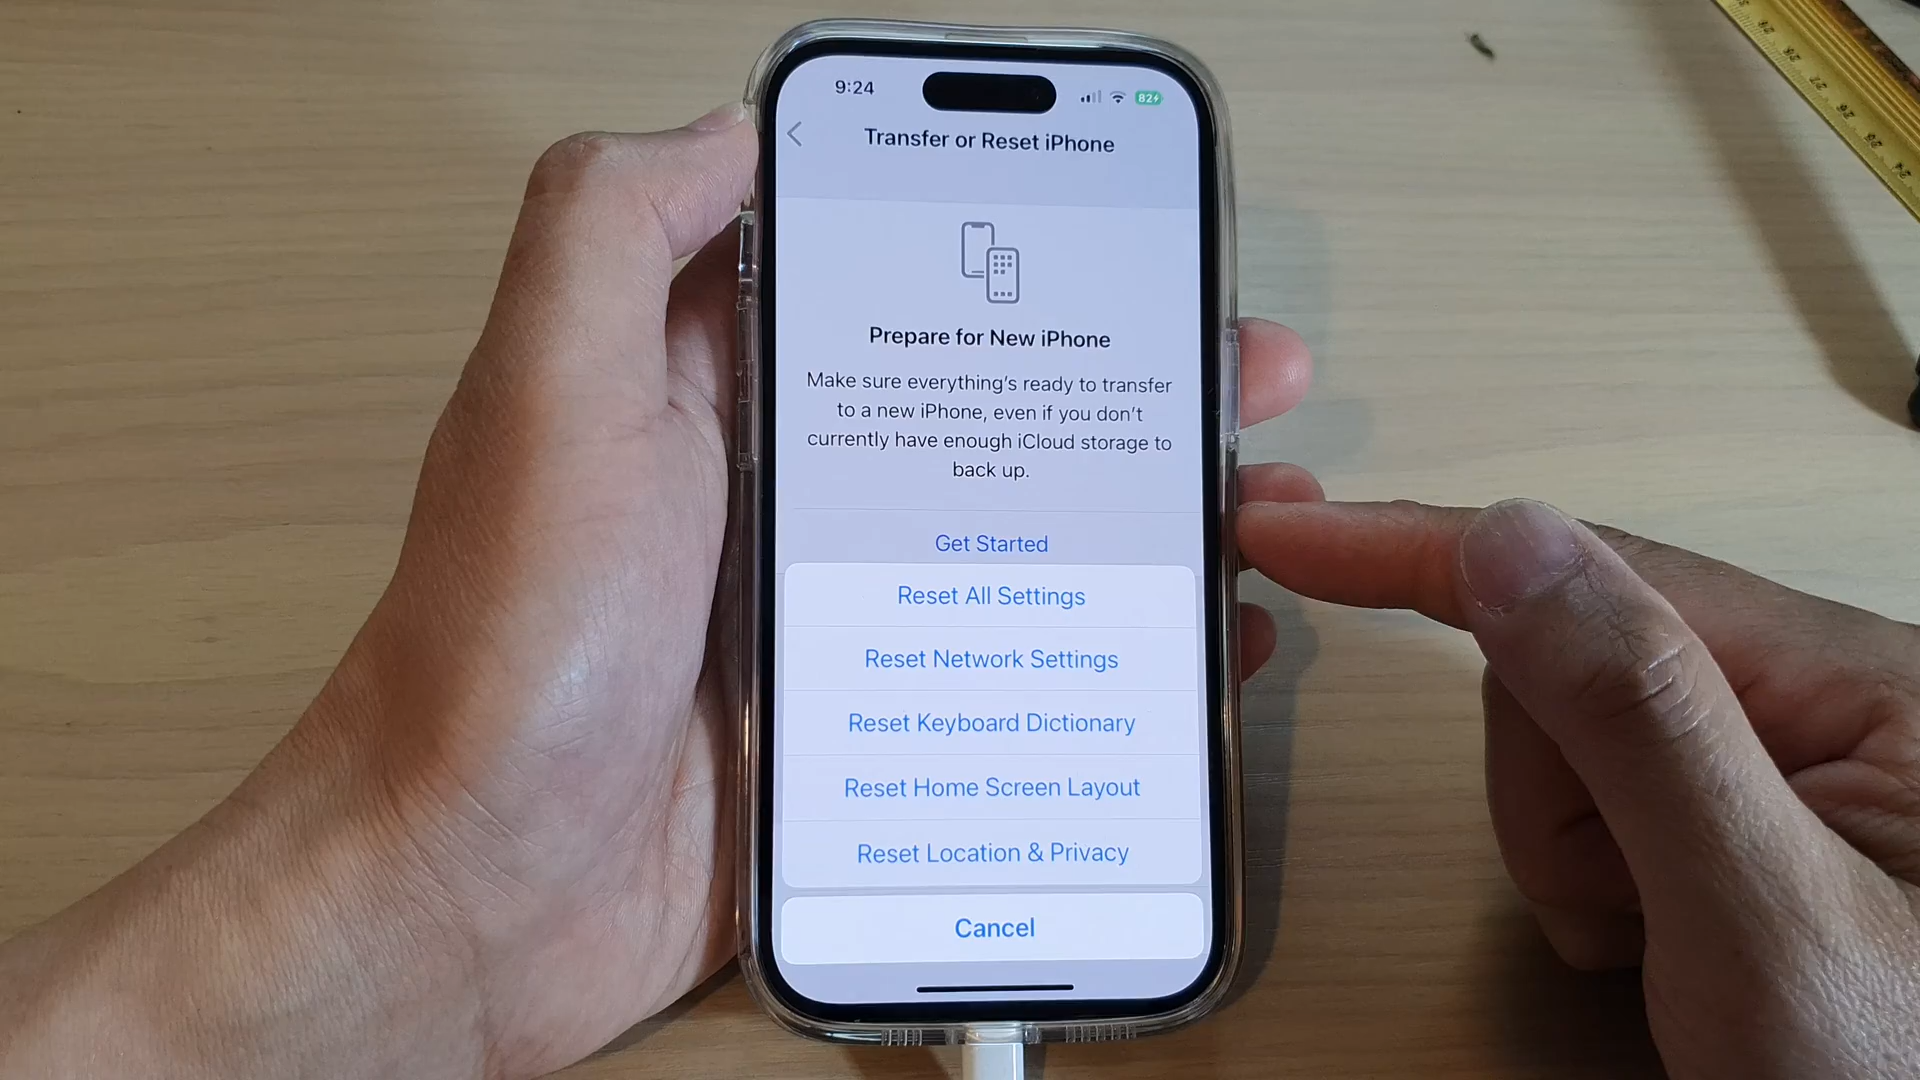 9:24
82
Transfer or Reset iPhone
Prepare for New iPhone
Make sure everything's ready to transfer
to a new iPhone, even if you don't
currently have enough iCloud storage to
back up.
Get Started
Reset All Settings
Reset Network Settings
Reset Keyboard Dictionary
Reset Home Screen Layout
Reset Location & Privacy
Cancel